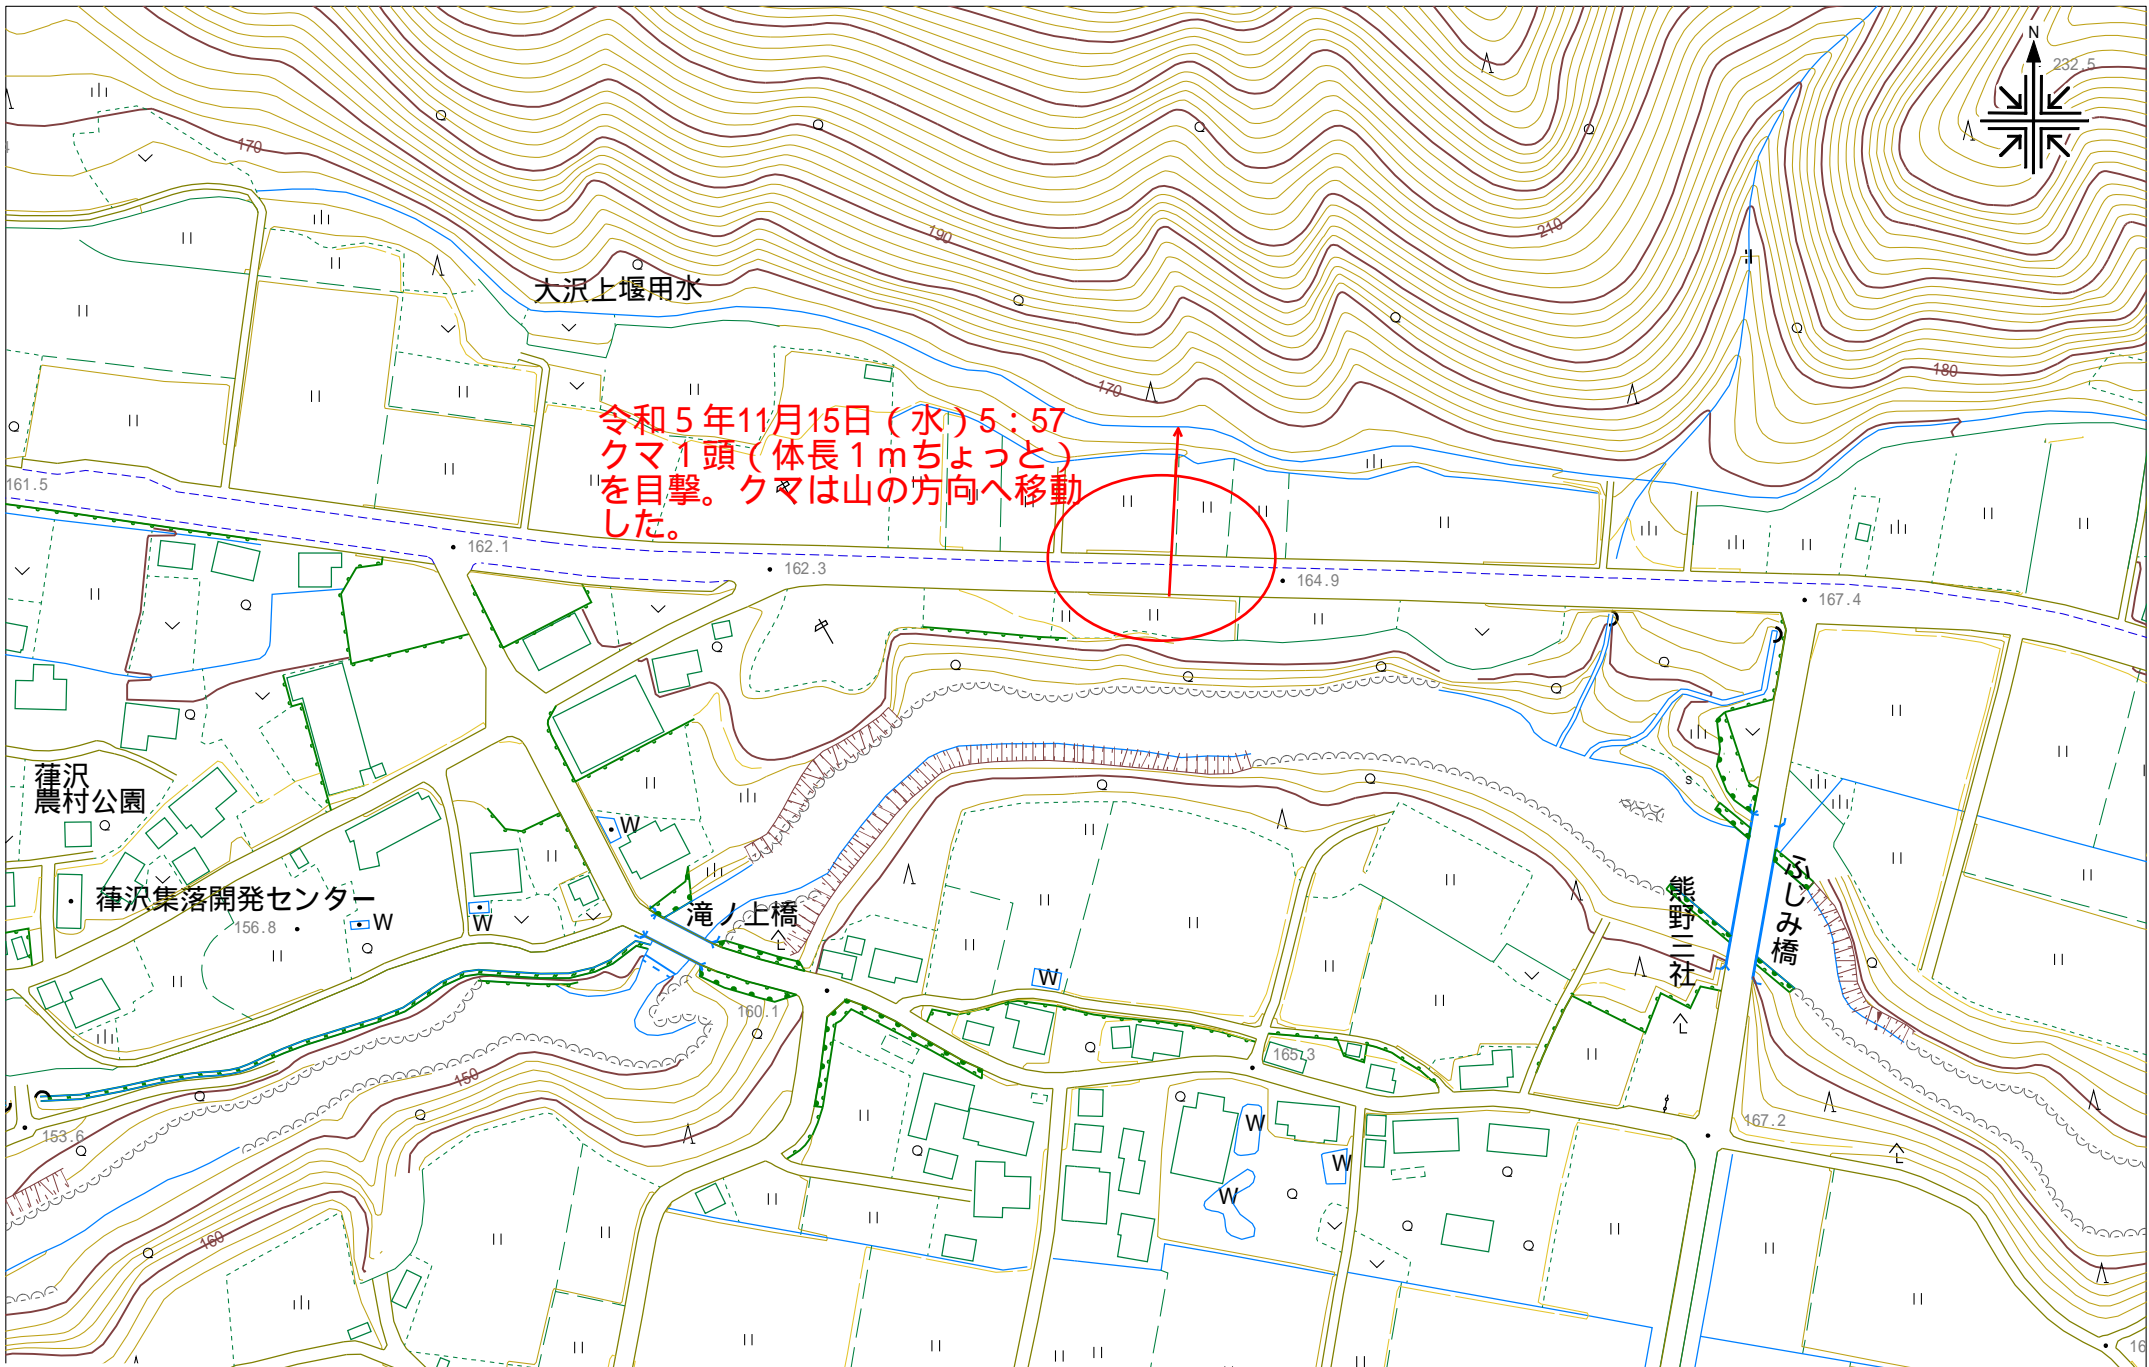 N
232.5
170
190
210
大沢上堰用水
170
180
令和５年11月15日（水）5：57
クマ１頭（体長１ｍちょっと）
を目撃。クマは山の方向へ移動
した。
161.5
162.1
162.3
164.9
167.4
葎沢
農村公園
W
葎沢集落開発センター
156.8
W
W
滝ノ上橋
160.1
W
熊野三社
ふじみ橋
s
165.3
150
153.6
W
W
W
167.2
160
16